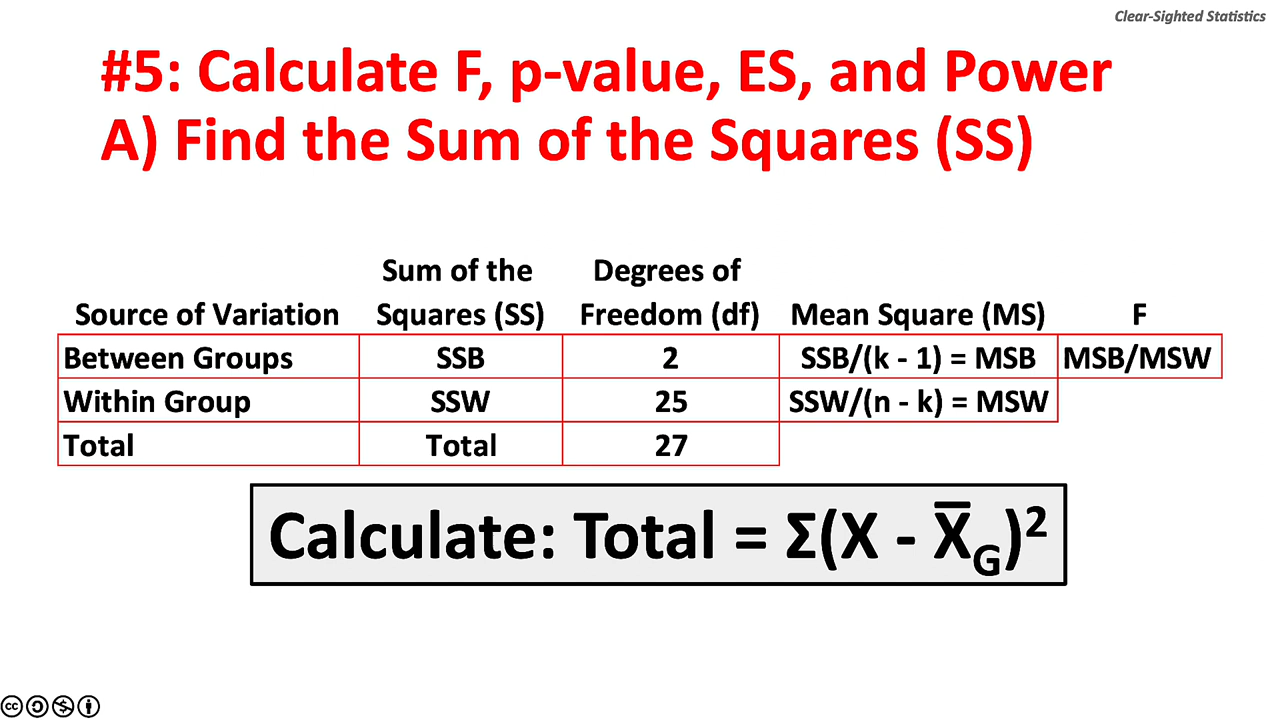 Clear-Sighted Statistics
#5: Calculate F, p-value, ES, and Power
A) Find the Sum of the Squares (SS)
Sum of the Degrees of
Source of Variation Squares (SS) Freedom (df) Mean Square (MS) F
Between Groups SSB 2 SSB/(k - 1) = MSB MSB/MSW
Within Group SSW 25 SSW/(n - k) = MSW
Total Total 27
Calculate: Total = Σ(X - X̅G)²
cc